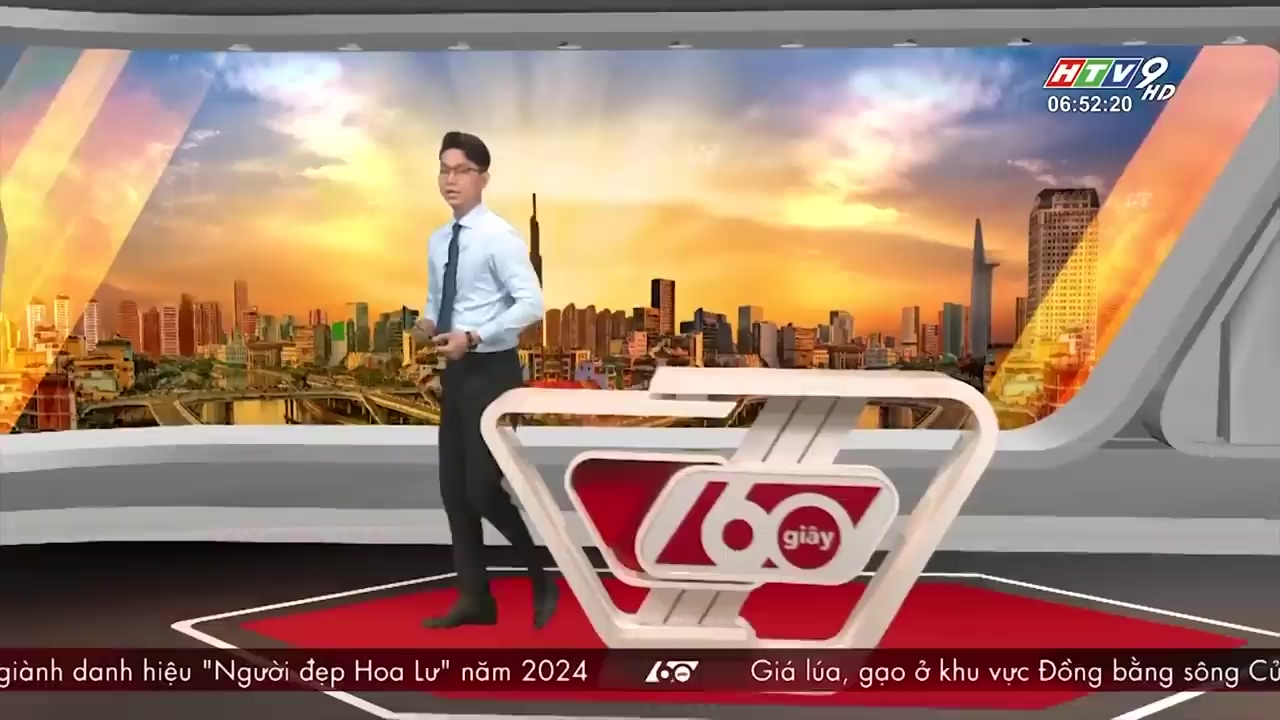 HTV9
HD
06:52:20
60
giây
giành danh hiệu "Người đẹp Hoa Lư" năm 2024
60
Giá lúa, gạo ở khu vực Đồng bằng sông Cử